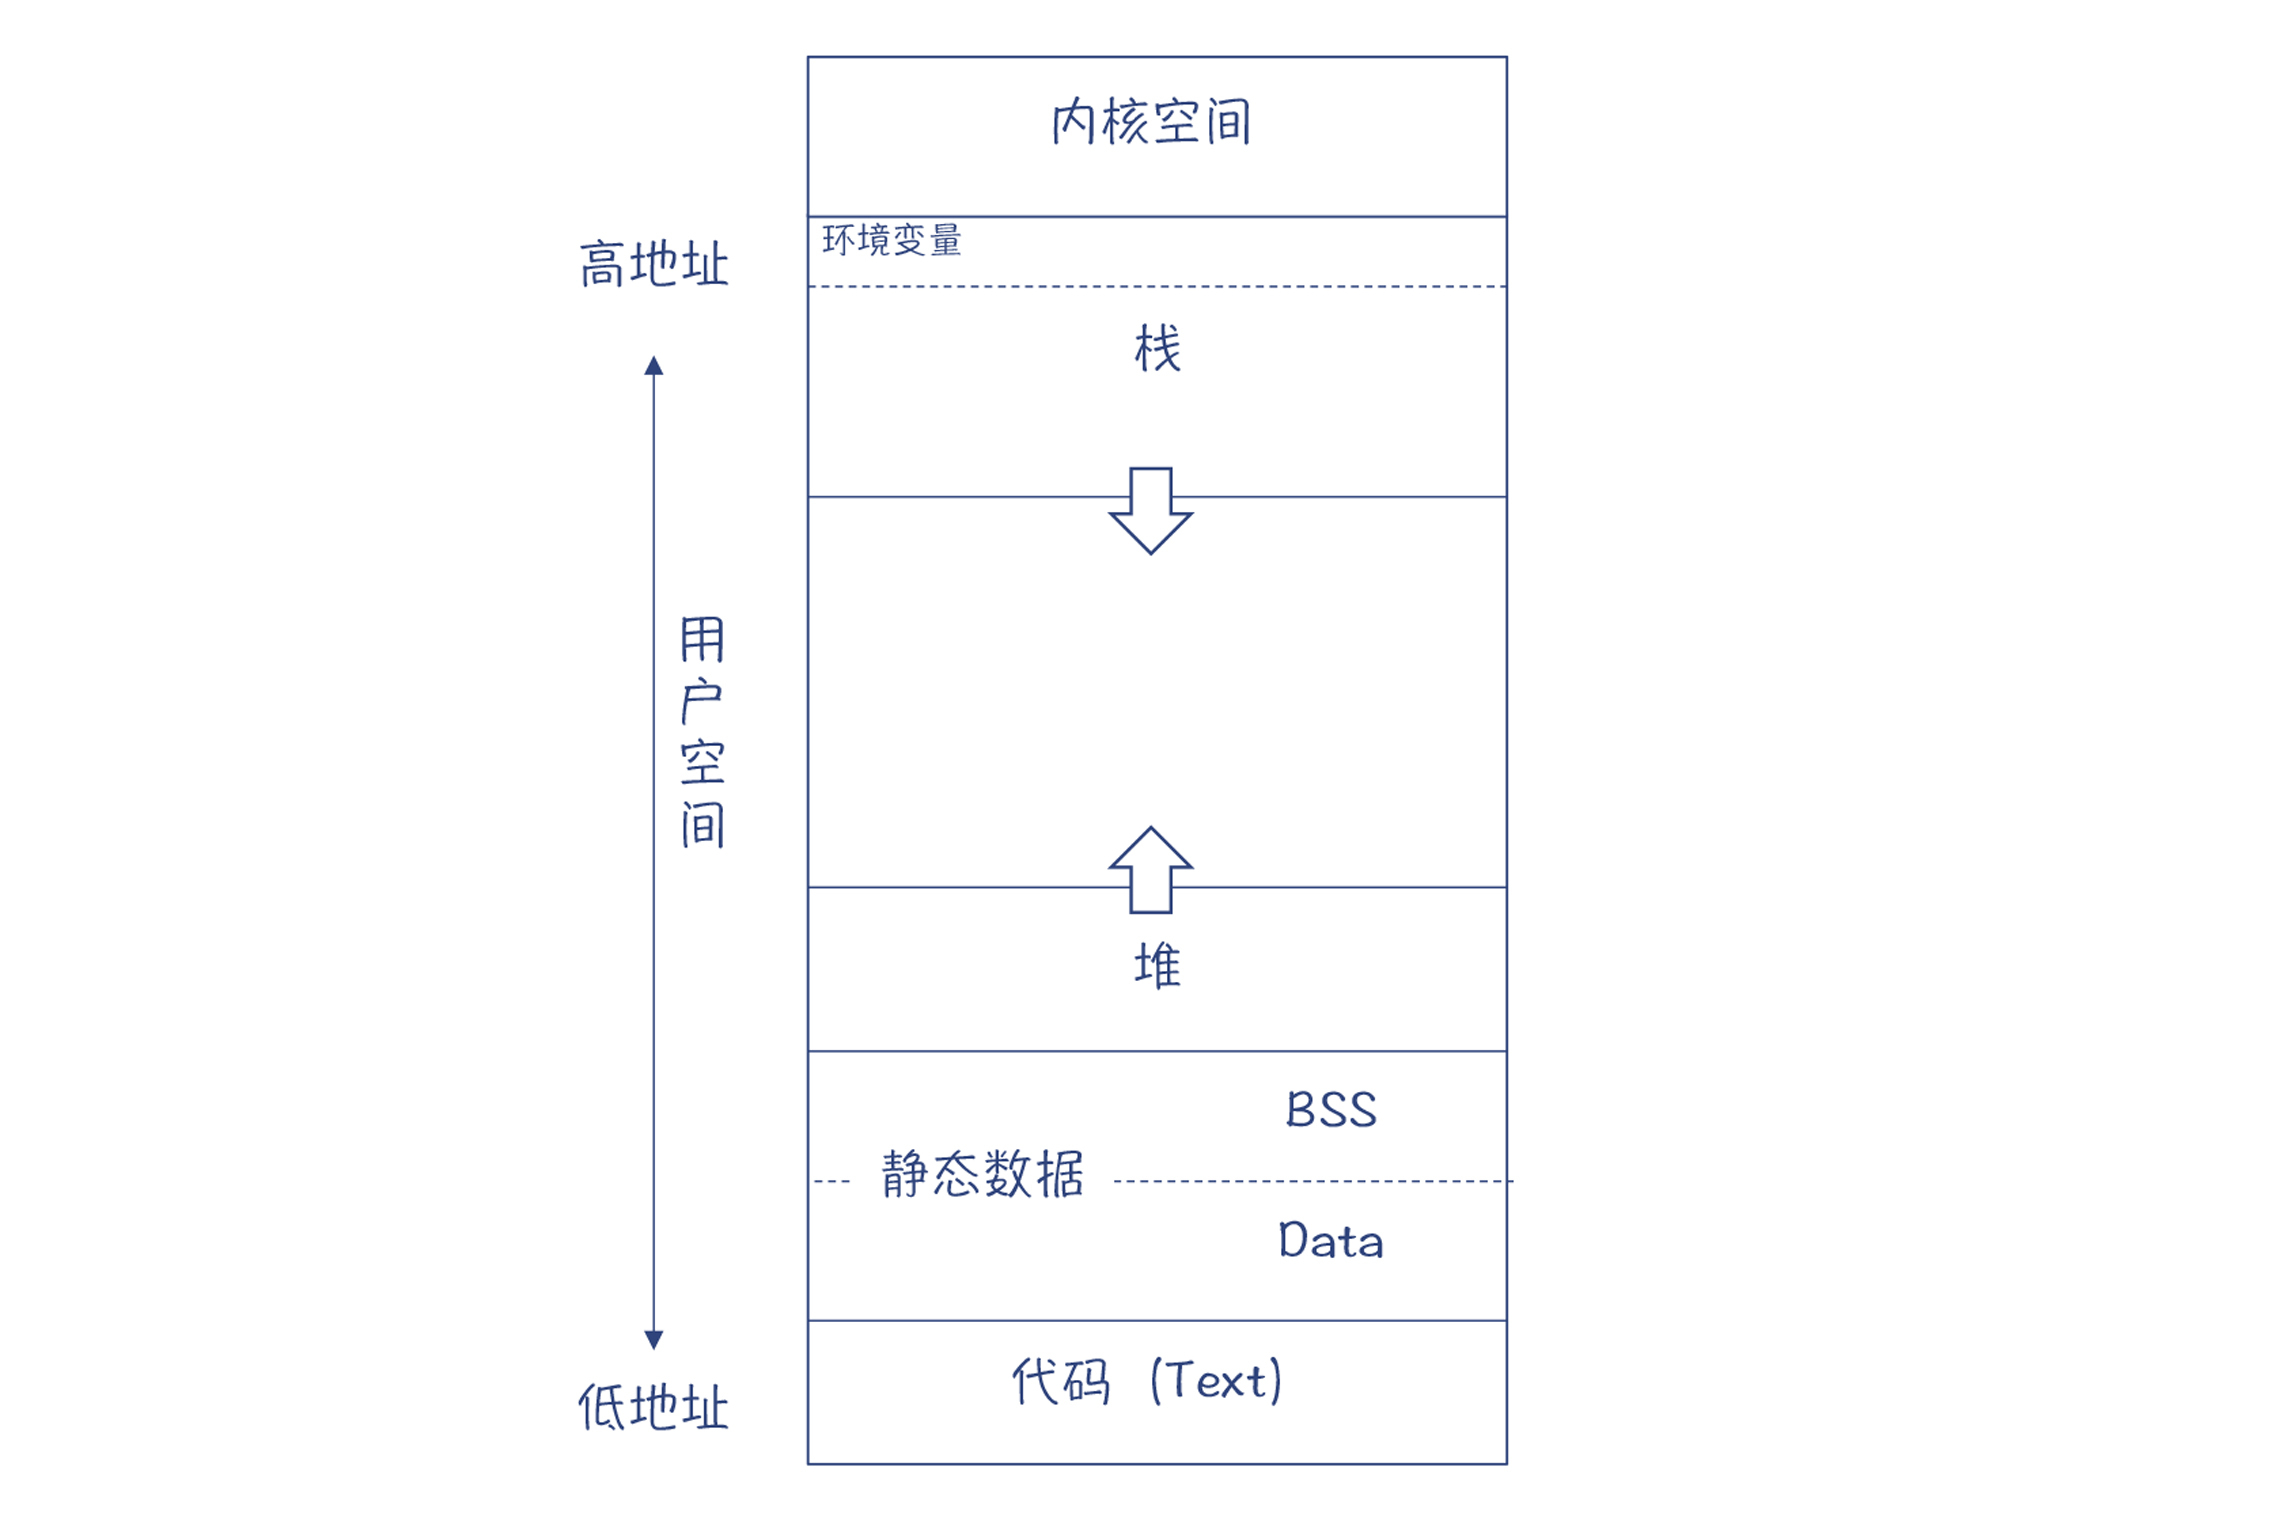 内核空间
环境变量
高地址
栈
用户空间
堆
BSS
静态数据
Data
代码 (Text)
低地址